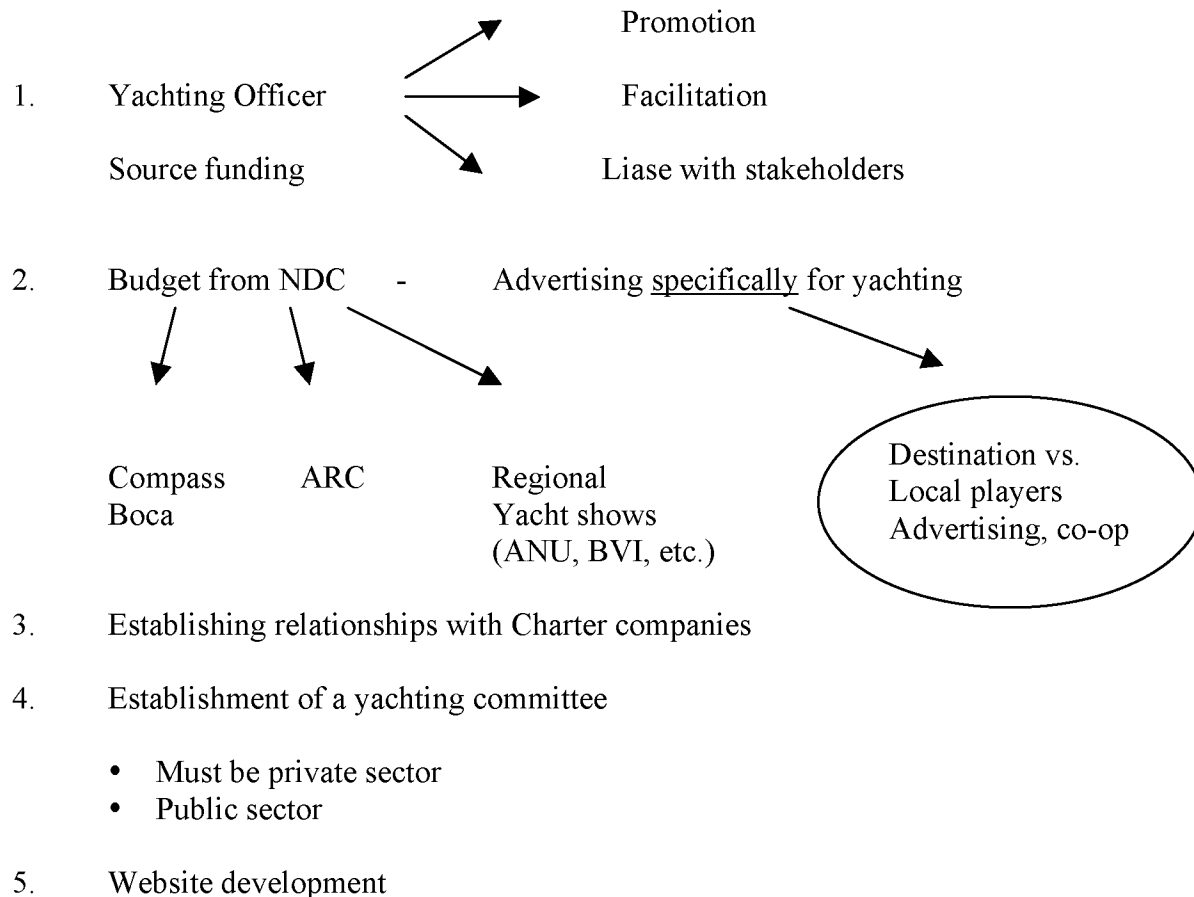 Promotion
1. Yachting Officer Facilitation
Source funding Liase with stakeholders
2. Budget from NDC - Advertising specifically for yachting
Compass ARC Regional
Boca Yacht shows
(ANU, BVI, etc.)
Destination vs.
Local players
Advertising, co-op
3. Establishing relationships with Charter companies
4. Establishment of a yachting committee
• Must be private sector
• Public sector
5. Website development